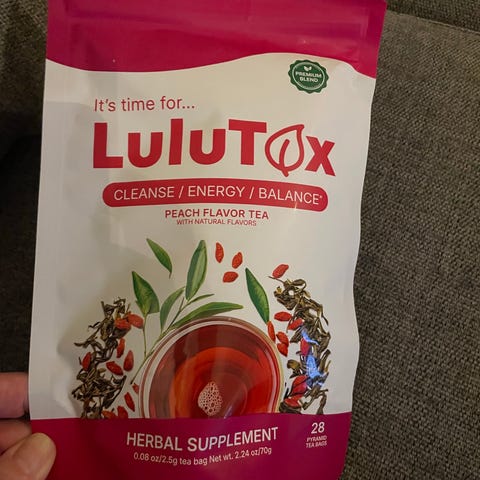 PREMIUM
BLEND
It's time for...
LuluTox
CLEANSE / ENERGY / BALANCE*
PEACH FLAVOR TEA
WITH NATURAL FLAVORS
HERBAL SUPPLEMENT
0.08 oz/2.5g tea bag Net wt. 2.24 oz/70g
28
PYRAMID
TEA BAGS